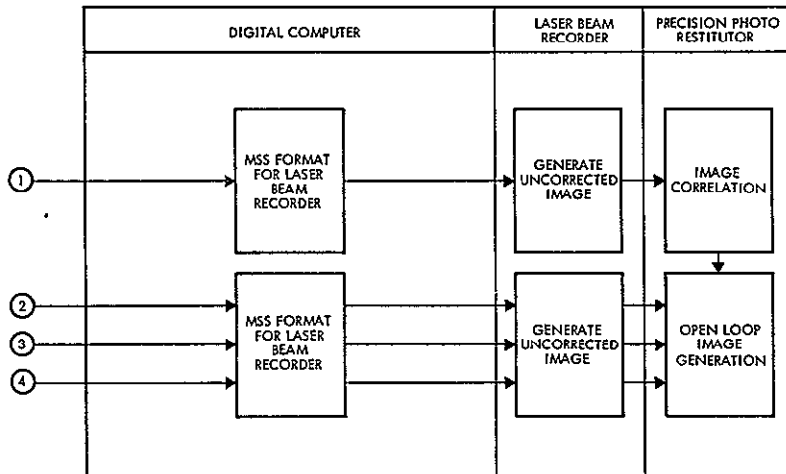 DIGITAL COMPUTER
LASER BEAM
RECORDER
PRECISION PHOTO
RESTITUTOR
1
MSS FORMAT
FOR LASER
BEAM
RECORDER
GENERATE
UNCORRECTED
IMAGE
IMAGE
CORRELATION
2
3
4
MSS FORMAT
FOR LASER
BEAM
RECORDER
GENERATE
UNCORRECTED
IMAGE
OPEN LOOP
IMAGE
GENERATION